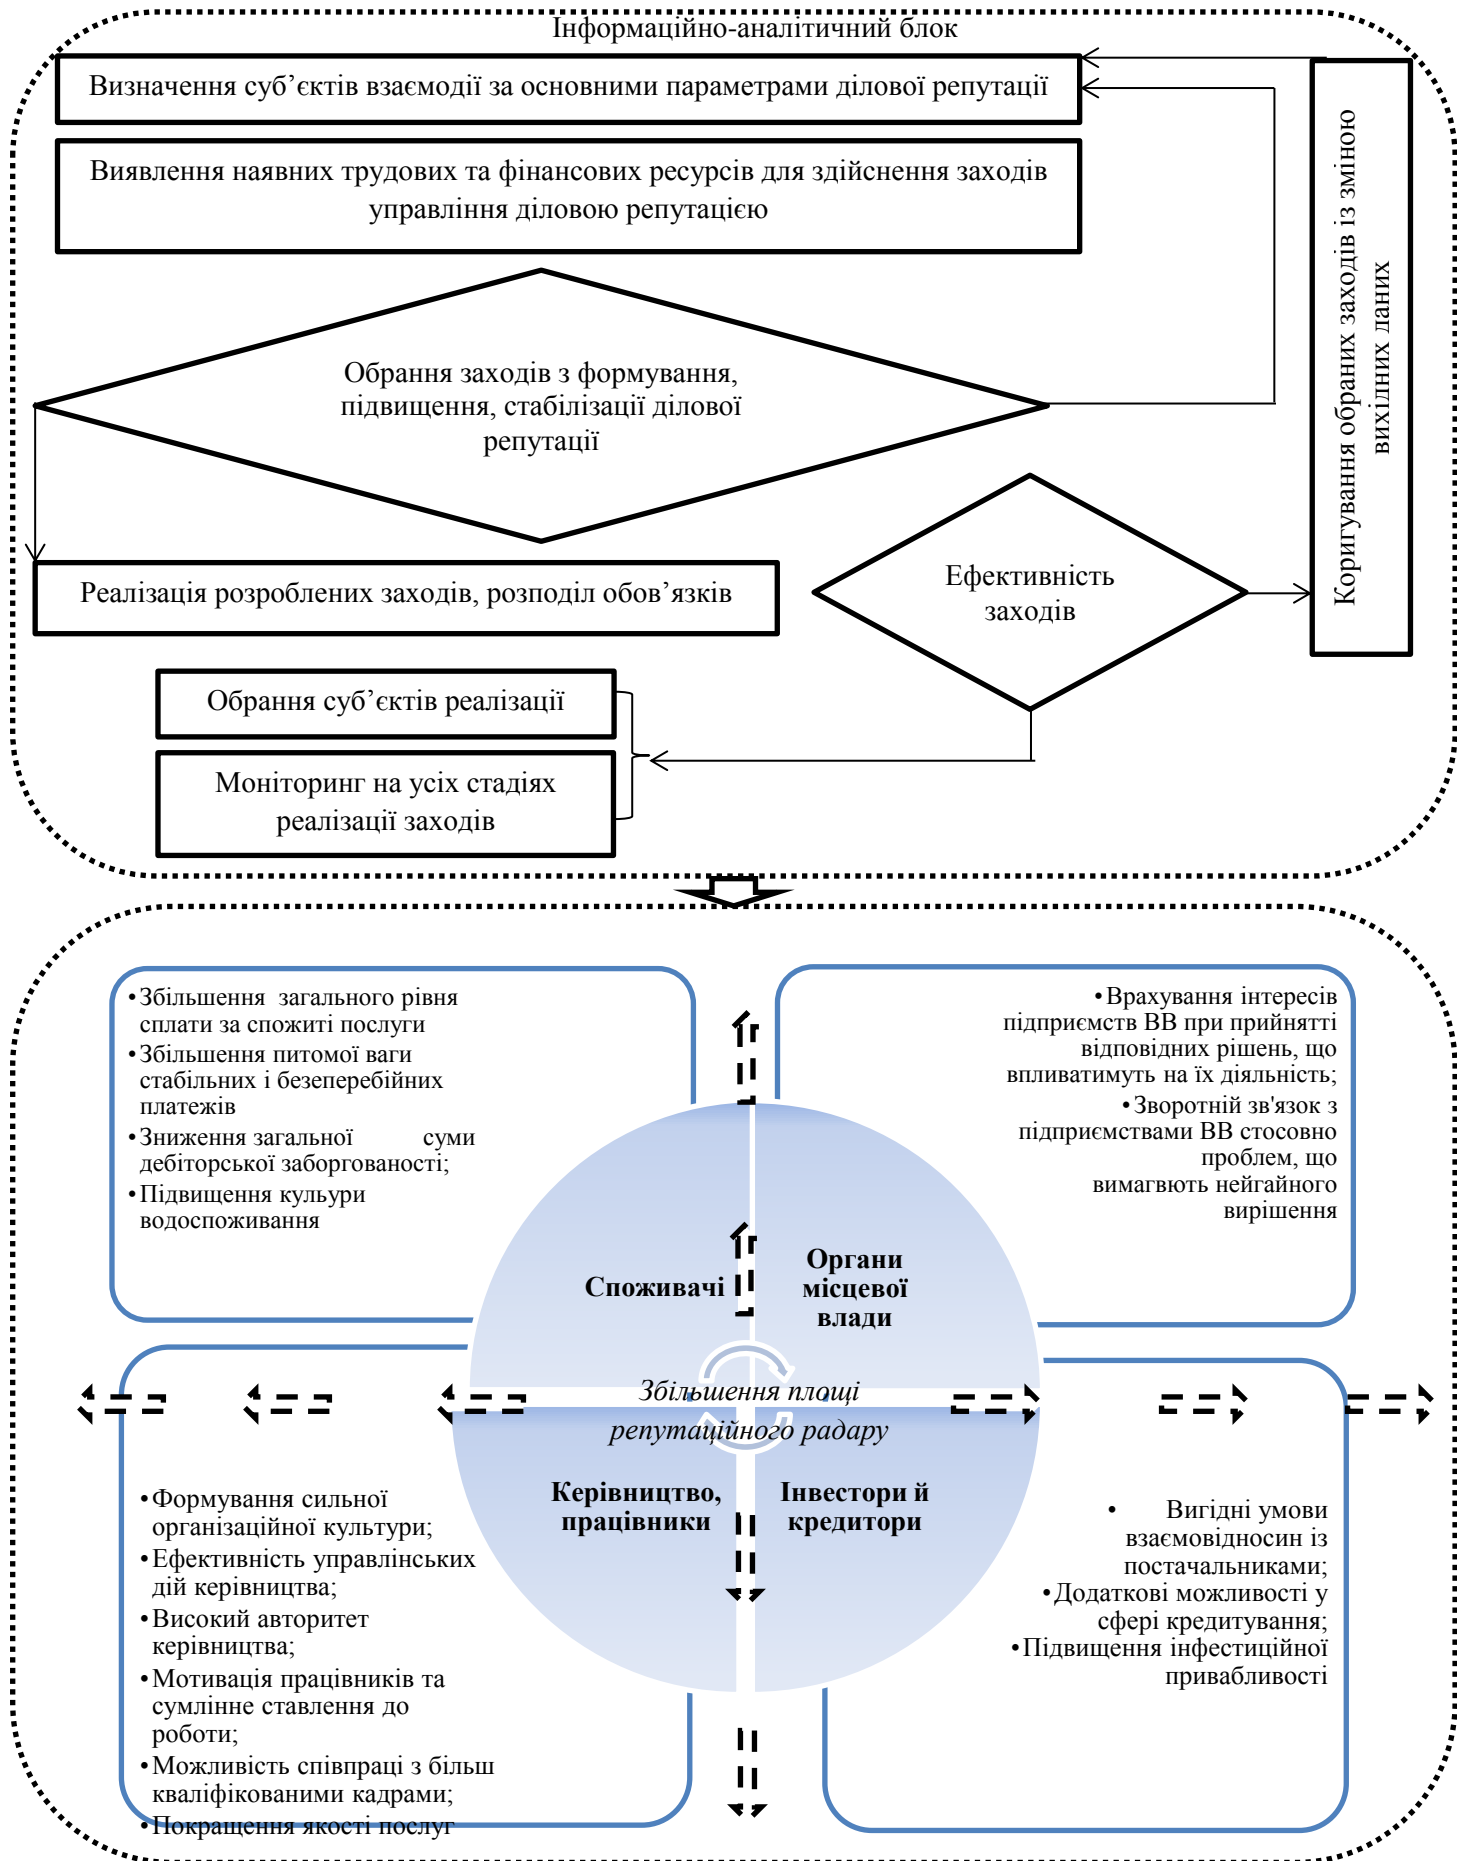 Інформаційно-аналітичний блок
Визначення суб’єктів взаємодії за основними параметрами ділової репутації
Виявлення наявних трудових та фінансових ресурсів для здійснення заходів
управління діловою репутацією
Обрання заходів з формування,
підвищення, стабілізації ділової
репутації
Коригування обраних заходів із зміною
вихідних даних
Ефективність
заходів
Реалізація розроблених заходів, розподіл обов’язків
Обрання суб’єктів реалізації
Моніторинг на усіх стадіях
реалізації заходів
•Збільшення загального рівня
сплати за спожиті послуги
•Збільшення питомої ваги
стабільних і безеперебійних
платежів
•Зниження загальної суми
дебіторської заборгованості;
•Підвищення кульури
водоспоживання
•Врахування інтересів
підприємств ВВ при прийнятті
відповідних рішень, що
впливатимуть на їх діяльність;
•Зворотній зв'язок з
підприємствами ВВ стосовно
проблем, що
вимагвють нейгайного
вирішення
Споживачі
Органи
місцевої
влади
Збільшення площі
репутаційного радару
Керівництво,
працівники
Інвестори й
кредитори
•Формування сильної
організаційної культури;
•Ефективність управлінських
дій керівництва;
•Високий авторитет
керівництва;
•Мотивація працівників та
сумлінне ставлення до
роботи;
•Можливість співпраці з більш
кваліфікованими кадрами;
•Покращення якості послуг
• Вигідні умови
взаємовідносин із
постачальниками;
•Додаткові можливості у
сфері кредитування;
•Підвищення інфестиційної
привабливості